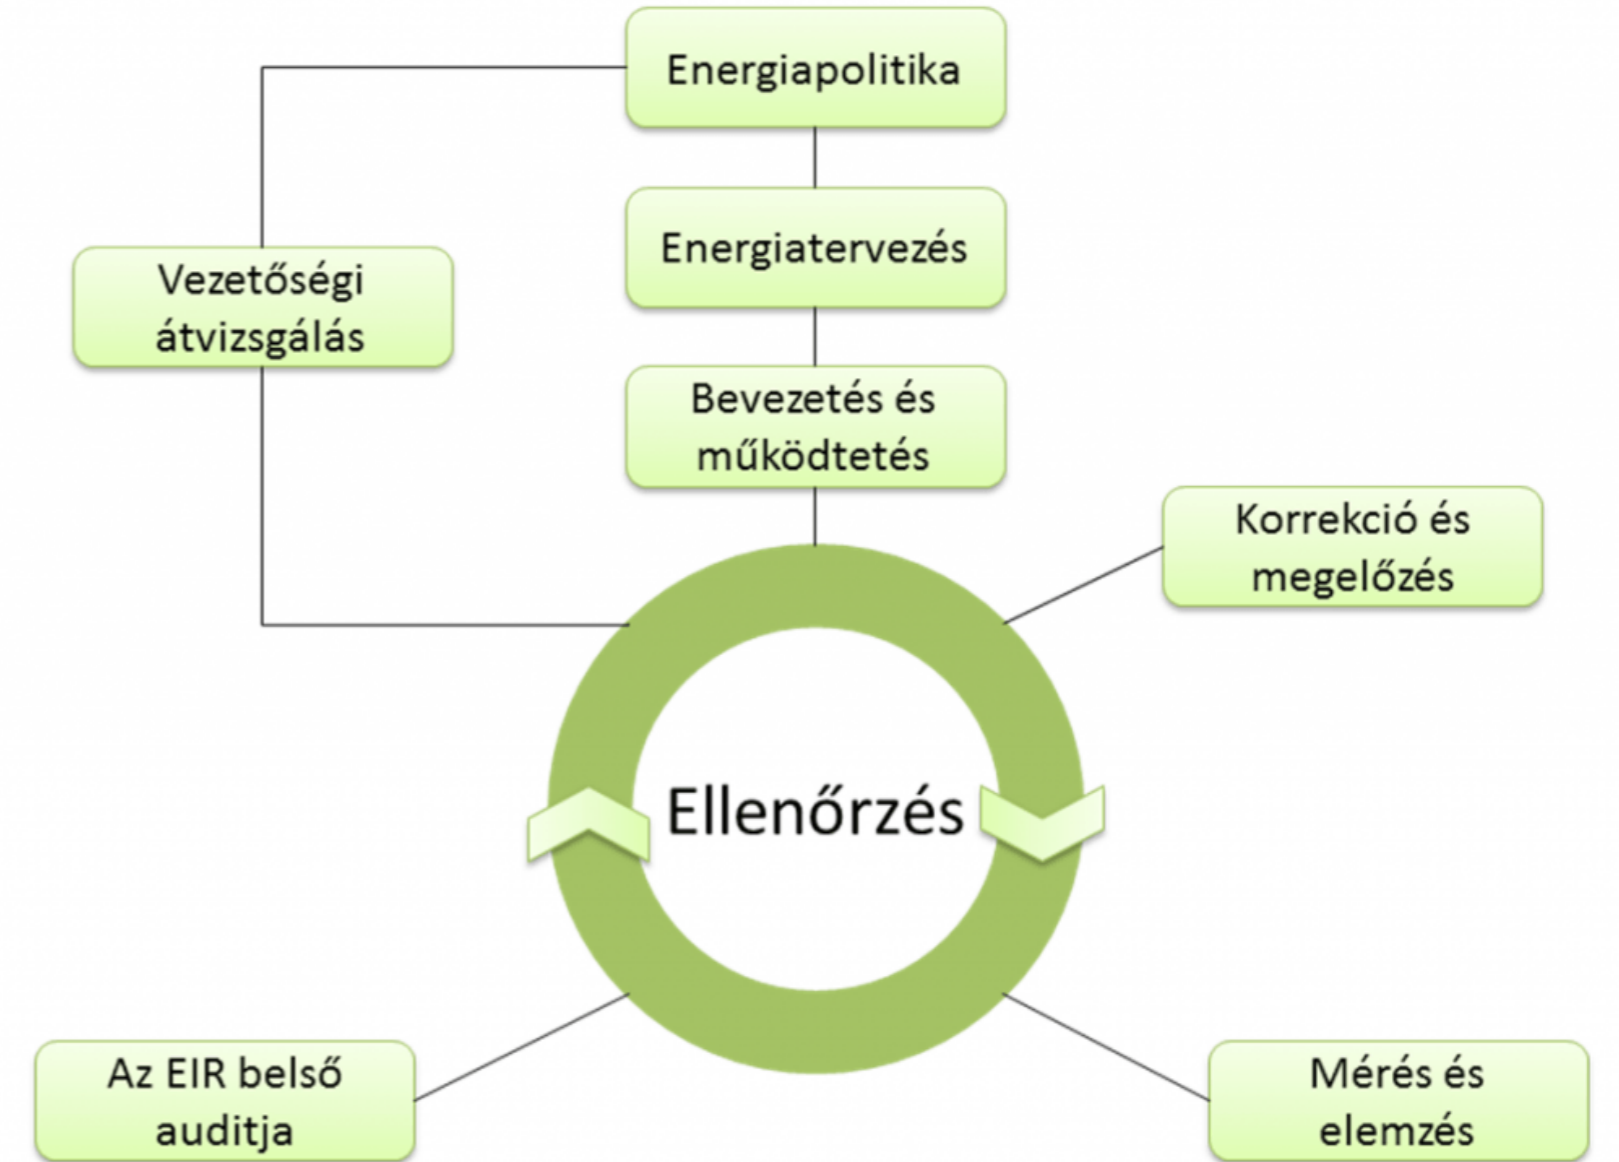 Energiapolitika
Energiatervezés
Vezetőségi
átvizsgálás
Bevezetés és
működtetés
Korrekció és
megelőzés
Ellenőrzés
Az EIR belső
auditja
Mérés és
elemzés